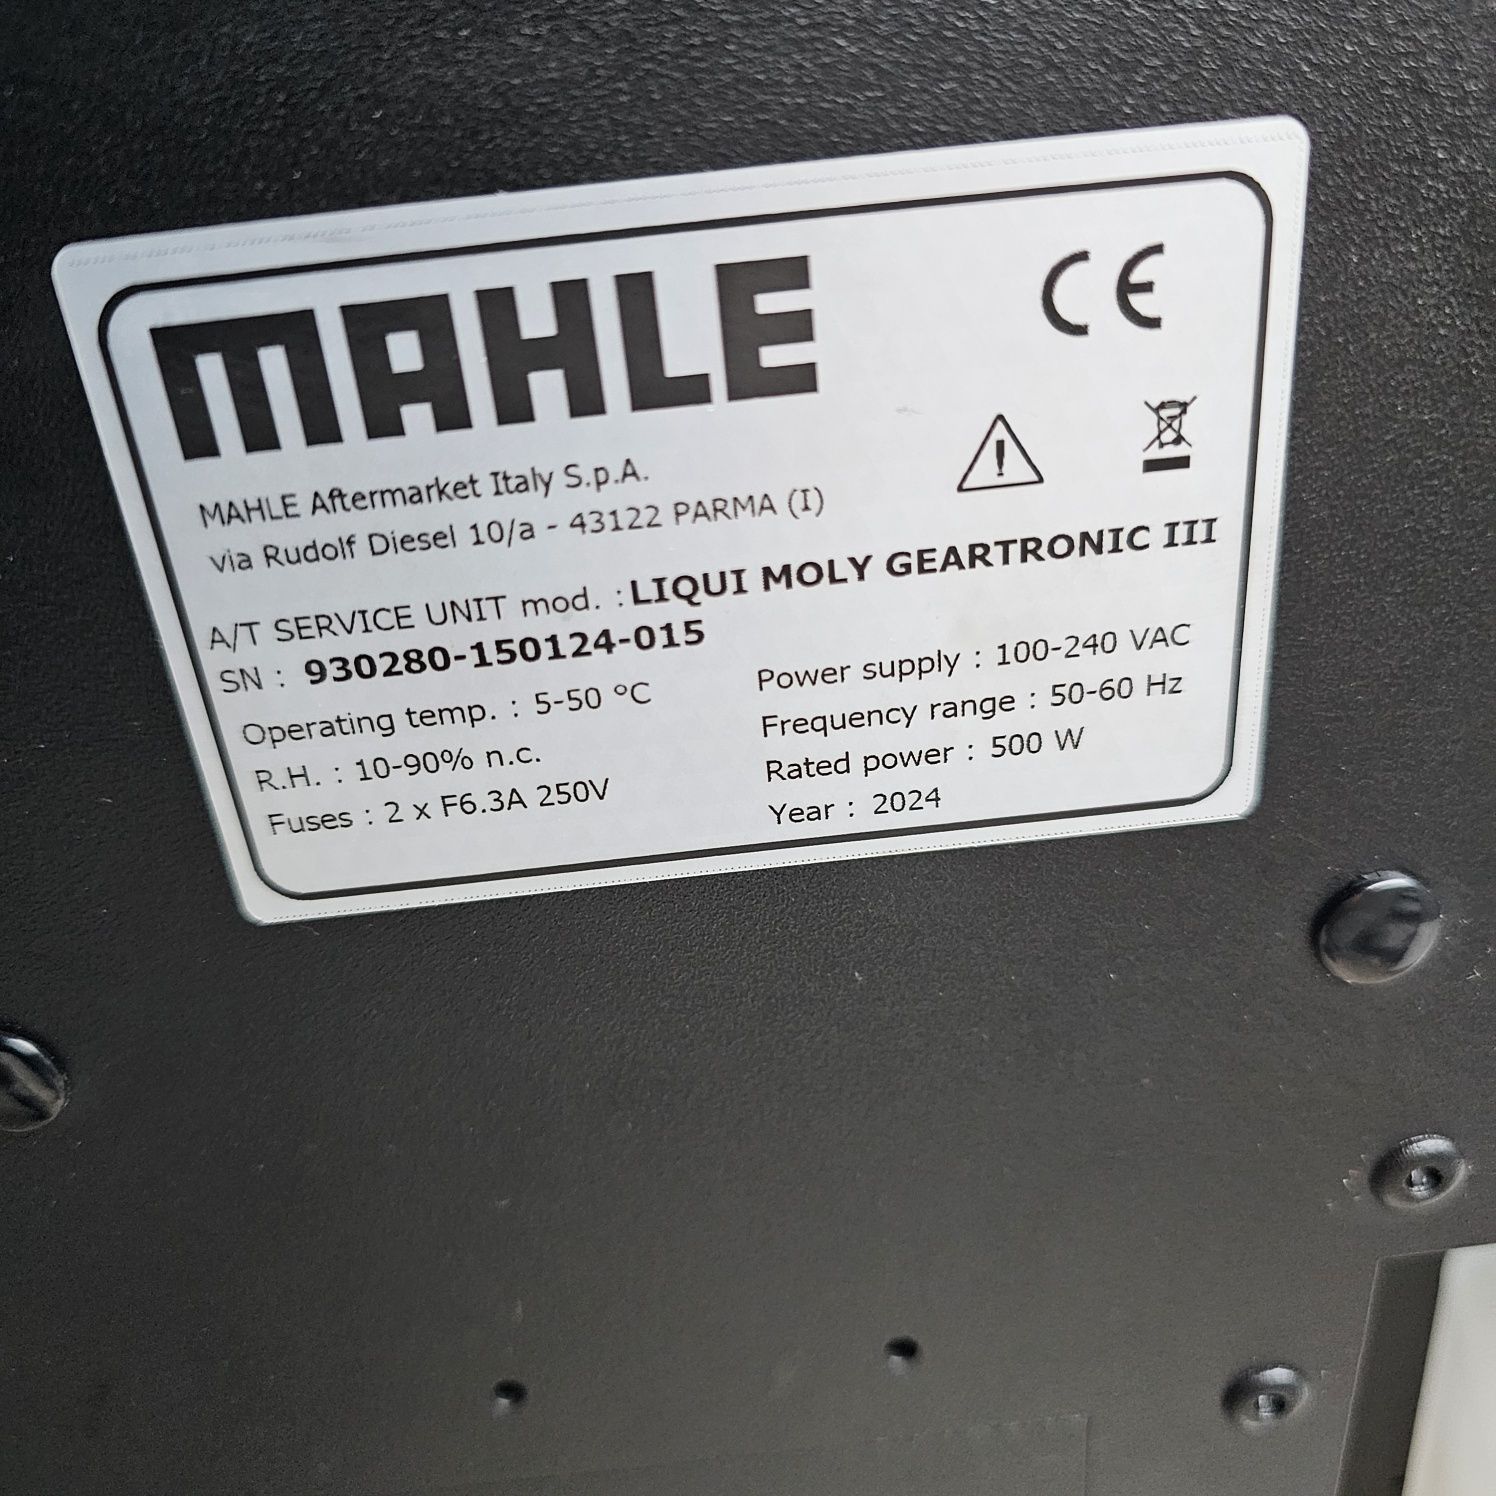 MAHLE
CE
MAHLE Aftermarket Italy S.p.A.
via Rudolf Diesel 10/a - 43122 PARMA (I)
A/T SERVICE UNIT mod. :LIQUI MOLY GEARTRONIC III
SN : 930280-150124-015
Operating temp. : 5-50 °C
R.H. : 10-90% n.c.
Fuses : 2 x F6.3A 250V
Power supply : 100-240 VAC
Frequency range : 50-60 Hz
Rated power : 500 W
Year : 2024